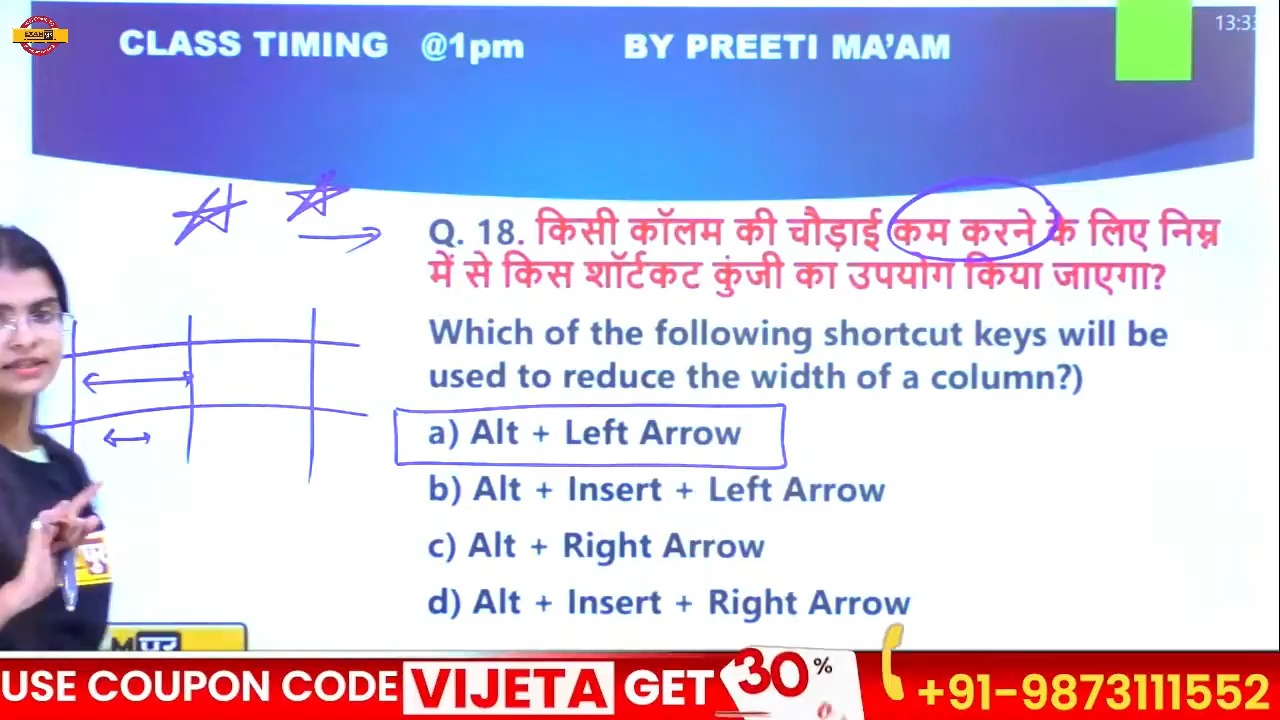 CLASS TIMING @1pm BY PREETI MA'AM
13:33
Q. 18. किसी कॉलम की चौड़ाई कम करने के लिए निम्न
में से किस शॉर्टकट कुंजी का उपयोग किया जाएगा?
Which of the following shortcut keys will be
used to reduce the width of a column?)
a) Alt + Left Arrow
b) Alt + Insert + Left Arrow
c) Alt + Right Arrow
d) Alt + Insert + Right Arrow
USE COUPON CODE VIJETA GET 30% +91-9873111552